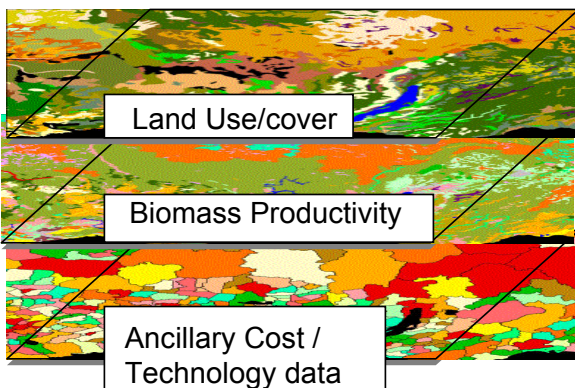 Land Use/cover
Biomass Productivity
Ancillary Cost /
Technology data